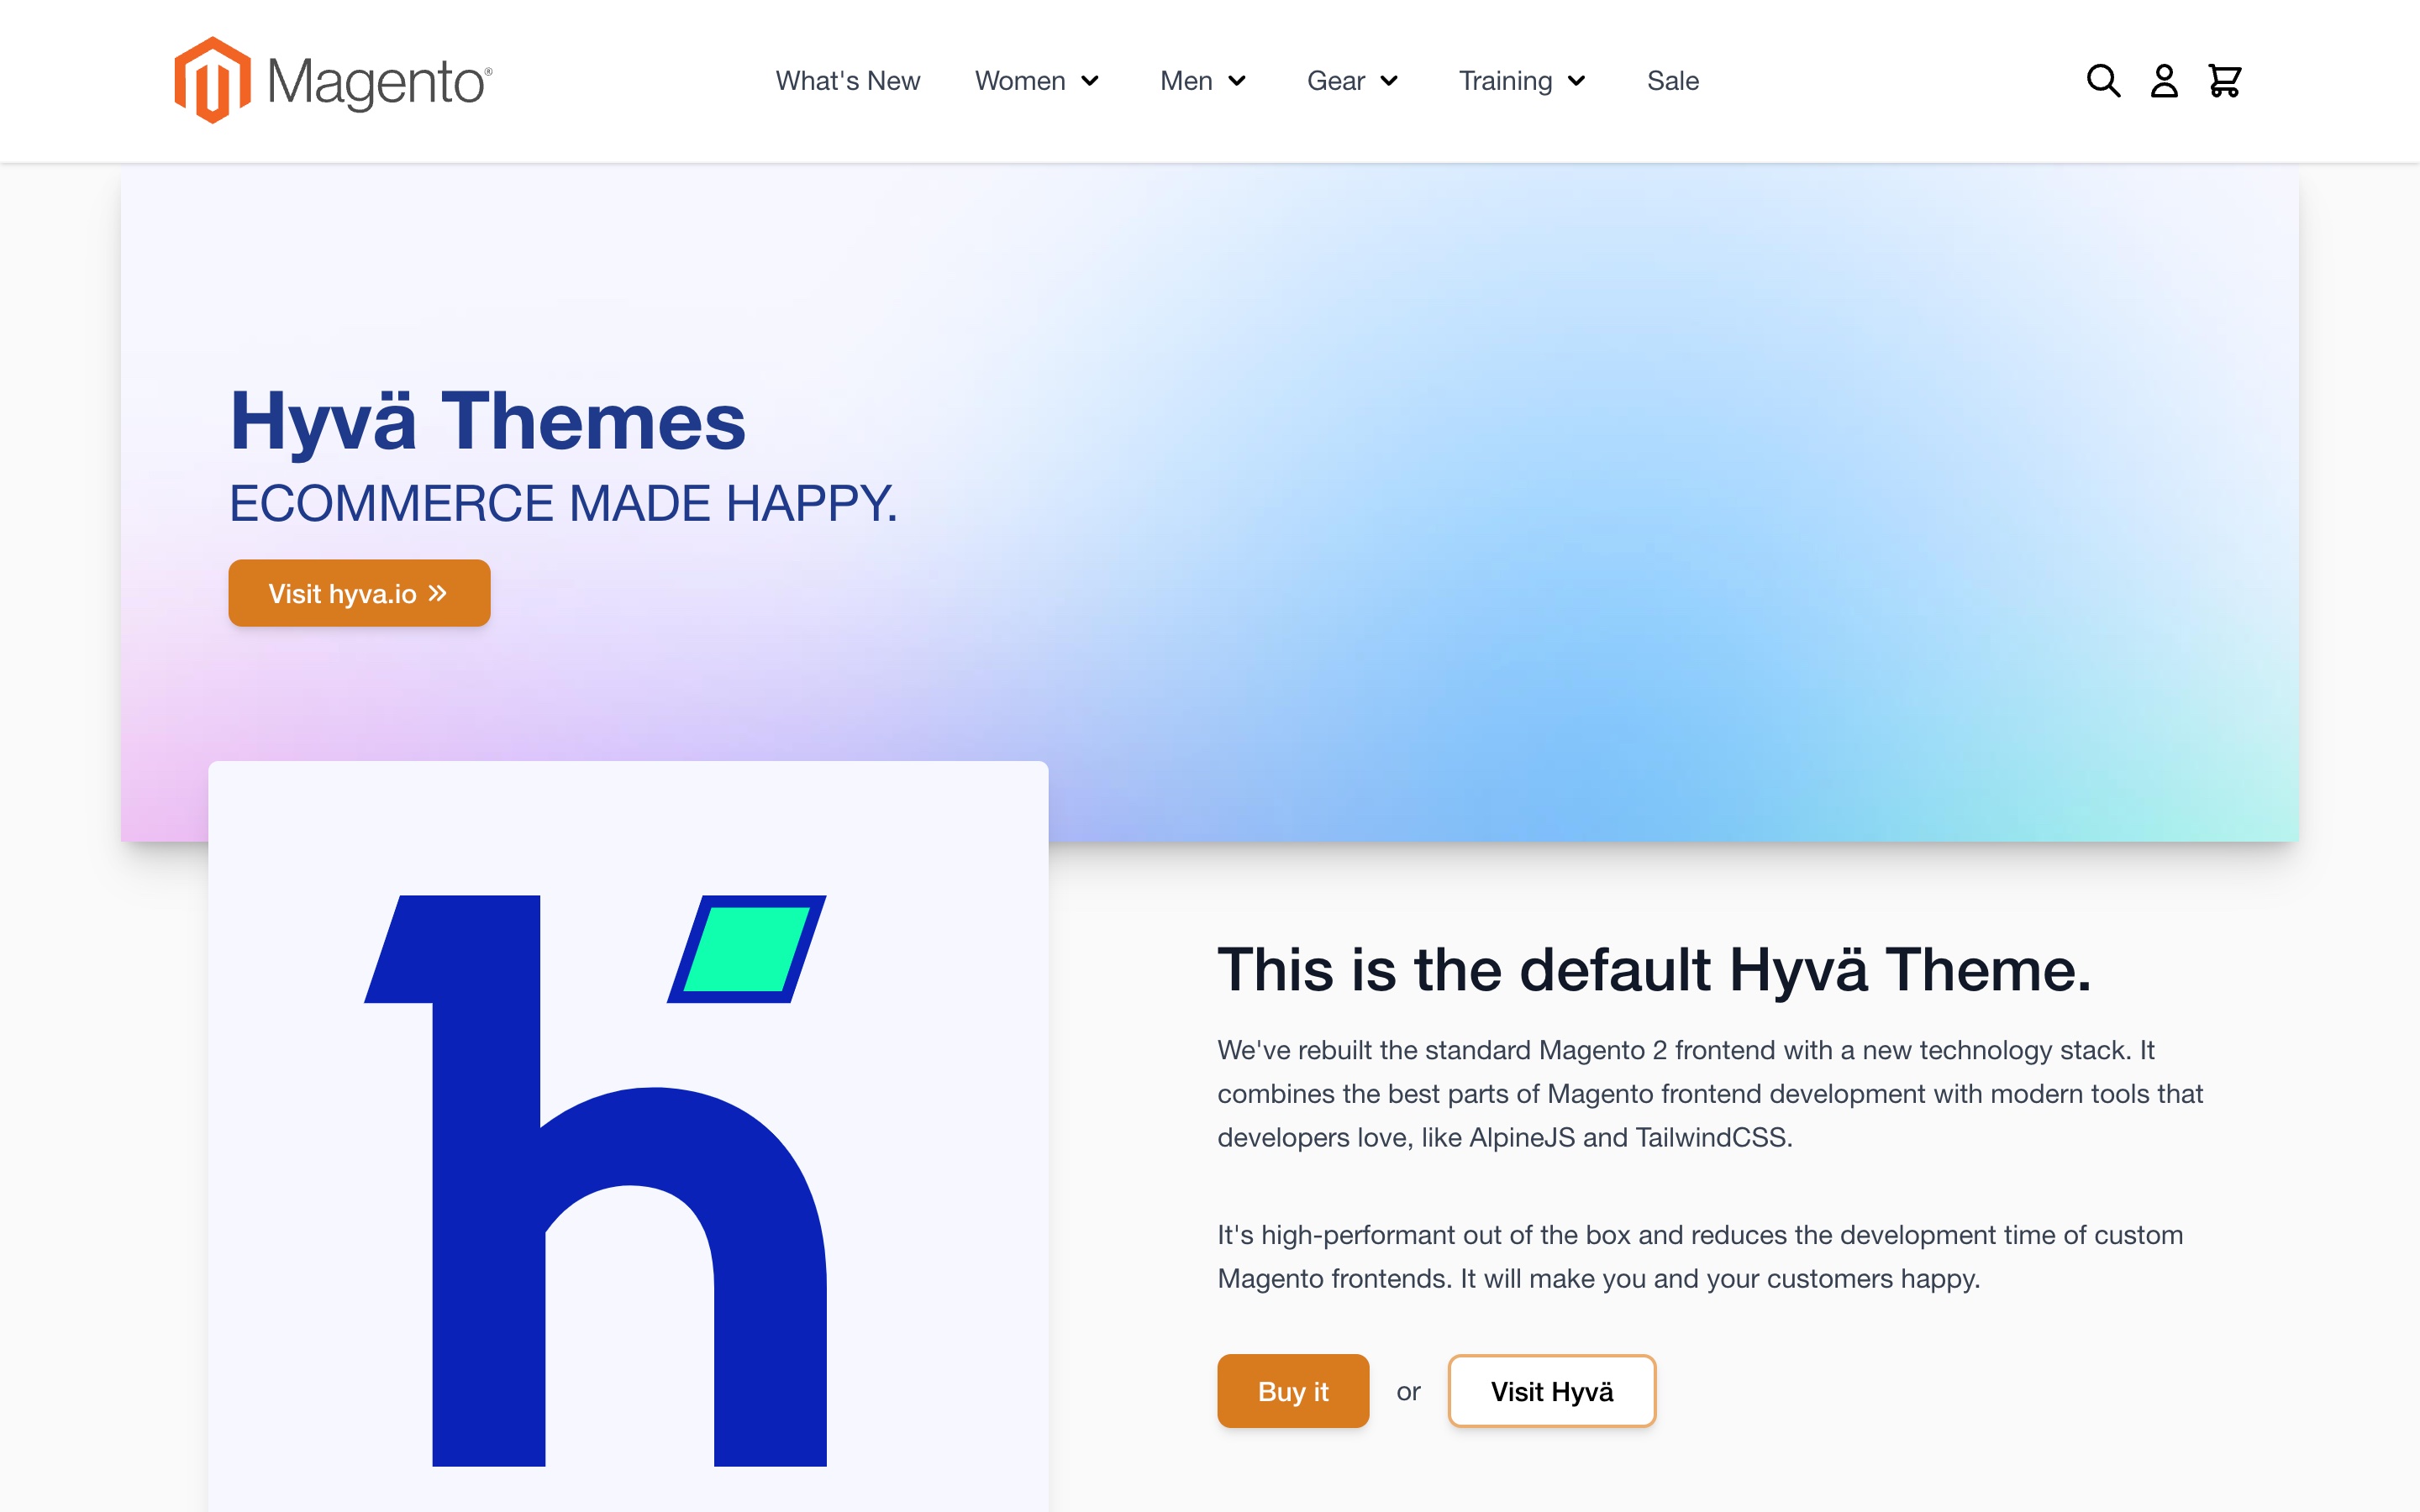 Magento®
What's New Women Men Gear Training Sale
Hyvä Themes
ECOMMERCE MADE HAPPY.
Visit hyva.io »
This is the default Hyvä Theme.
We've rebuilt the standard Magento 2 frontend with a new technology stack. It
combines the best parts of Magento frontend development with modern tools that
developers love, like AlpineJS and TailwindCSS.
It's high-performant out of the box and reduces the development time of custom
Magento frontends. It will make you and your customers happy.
Buy it or Visit Hyvä